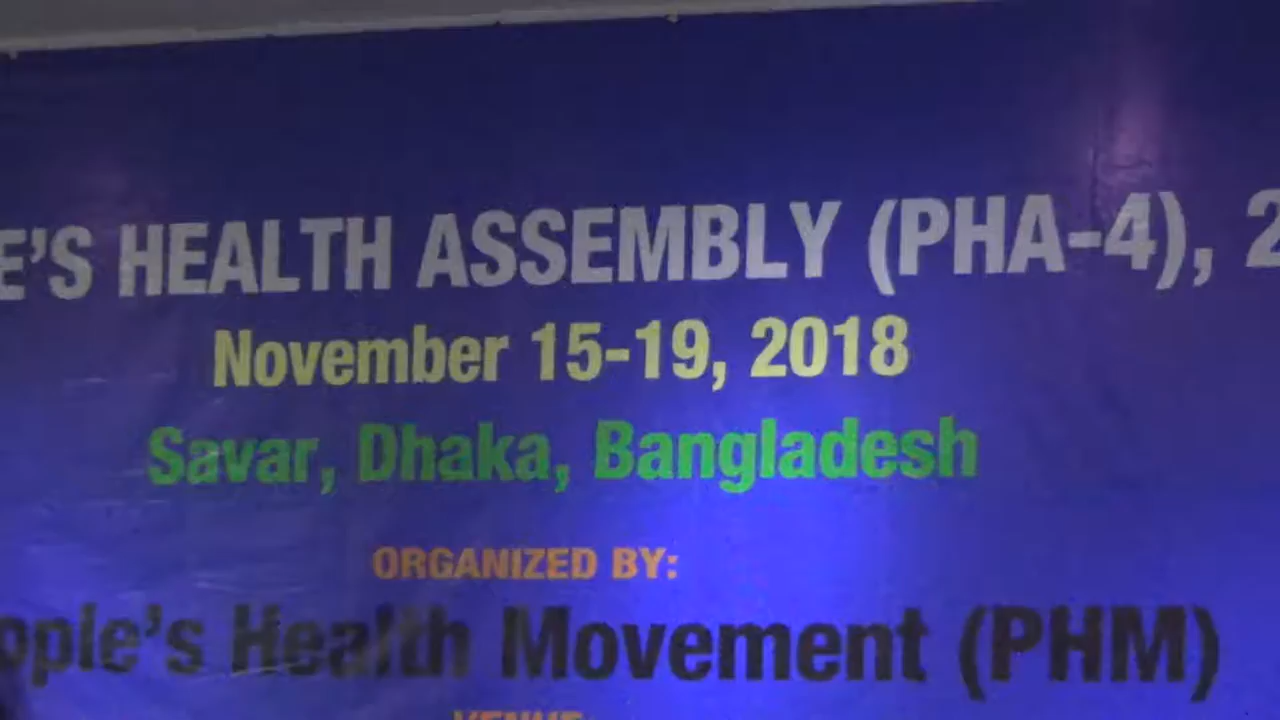 E'S HEALTH ASSEMBLY (PHA-4), 2
November 15-19, 2018
Savar, Dhaka, Bangladesh
ORGANIZED BY:
ople's Health Movement (PHM)